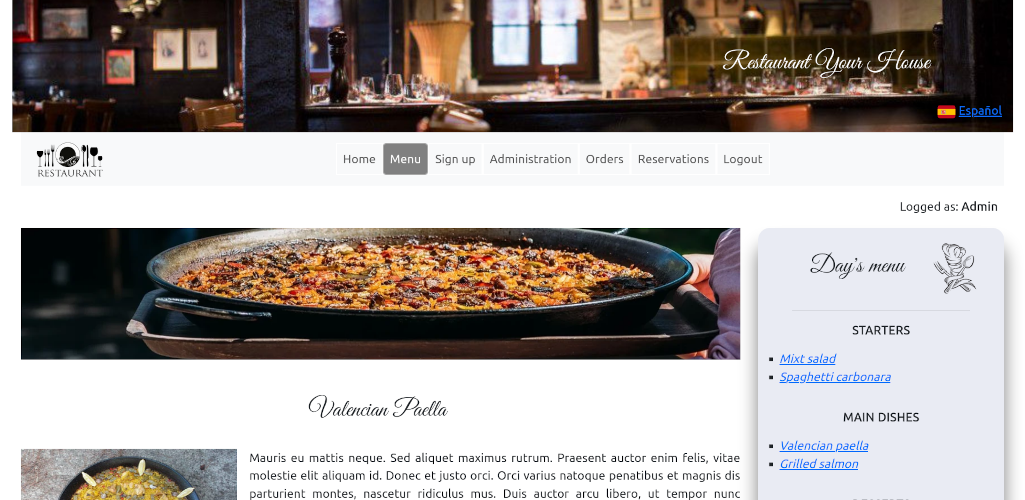 Restaurant Your House
Español
RESTAURANT
Home Menu Sign up Administration Orders Reservations Logout
Logged as: Admin
Day's menu
STARTERS
Mixt salad
Spaghetti carbonara
MAIN DISHES
Valencian paella
Grilled salmon
Valencian Paella
Mauris eu mattis neque. Sed aliquet maximus rutrum. Praesent auctor enim felis, vitae
molestie elit aliquam id. Donec et justo orci. Orci varius natoque penatibus et magnis dis
parturient montes, nascetur ridiculus mus. Duis auctor arcu libero, ut tempor nunc